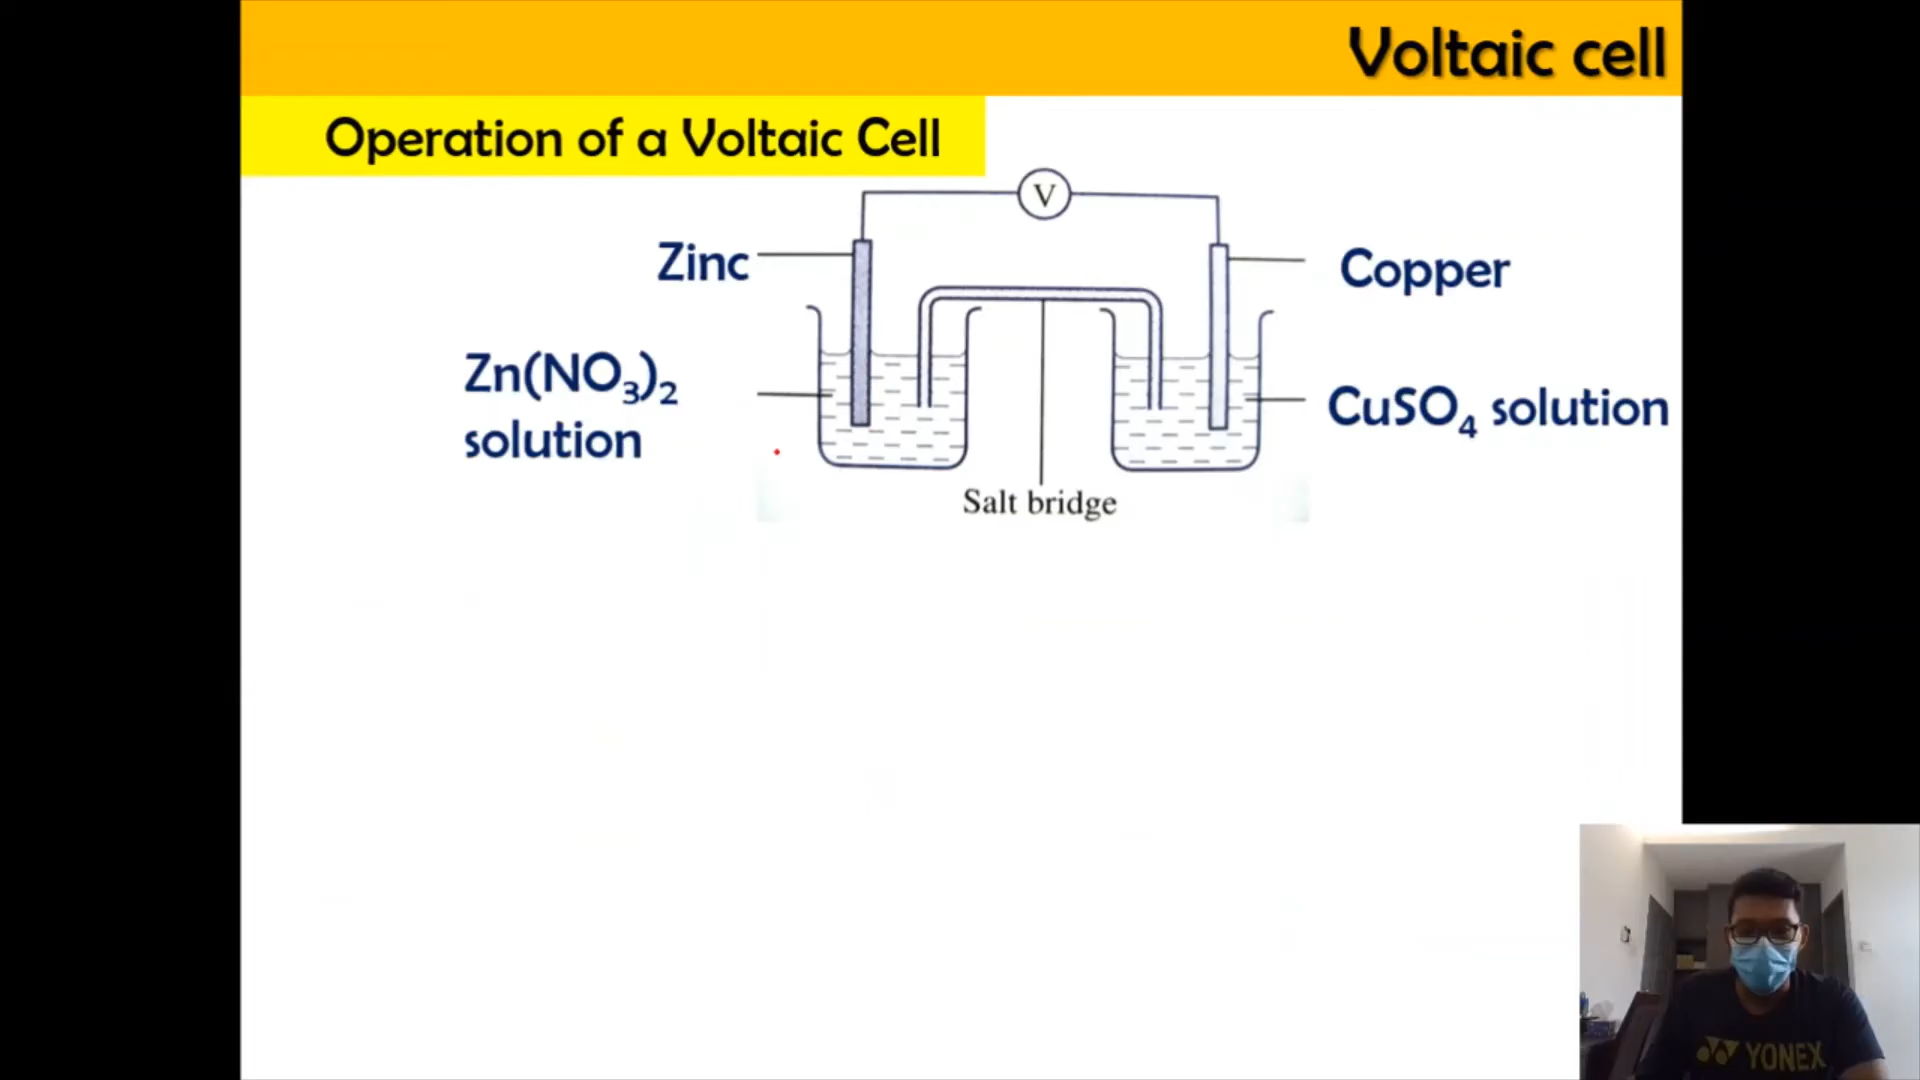 Voltaic cell
Operation of a Voltaic Cell
V
Zinc
Copper
Zn(NO₃)₂
solution
CuSO₄ solution
Salt bridge
YONEX